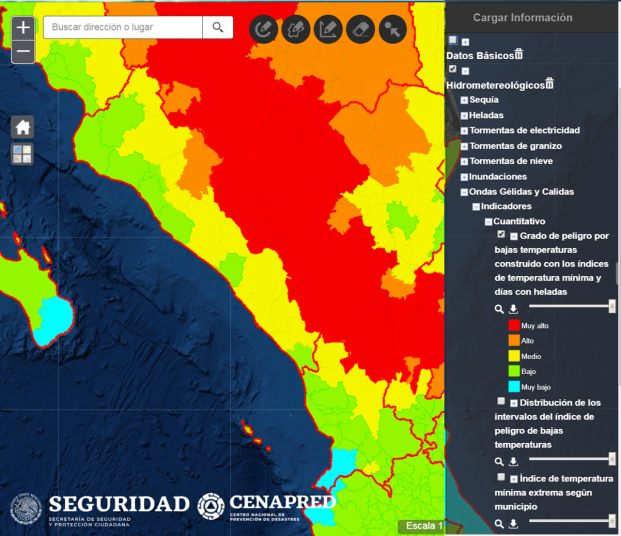 Buscar dirección o lugar
Cargar Información
Datos Básicos
Hidrometereológicos
Sequía
Heladas
Tormentas de electricidad
Tormentas de granizo
Tormentas de nieve
Inundaciones
Ondas Gélidas y Calidas
Indicadores
Cuantitativo
Grado de peligro por
bajas temperaturas
construido con los índices
de temperatura mínima y
días con heladas
Muy alto
Alto
Medio
Bajo
Muy bajo
Distribución de los
intervalos del índice de
peligro de bajas
temperaturas
Índice de temperatura
mínima extrema según
municipio
SEGURIDAD
SECRETARÍA DE SEGURIDAD
Y PROTECCIÓN CIUDADANA
CENAPRED
CENTRO NACIONAL DE
PREVENCIÓN DE DESASTRES
Escala 1